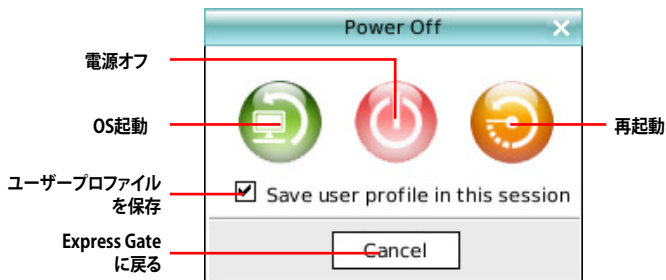 Power Off
電源オフ
OS起動
再起動
ユーザープロファイル
を保存
Save user profile in this session
Express Gate
に戻る
Cancel